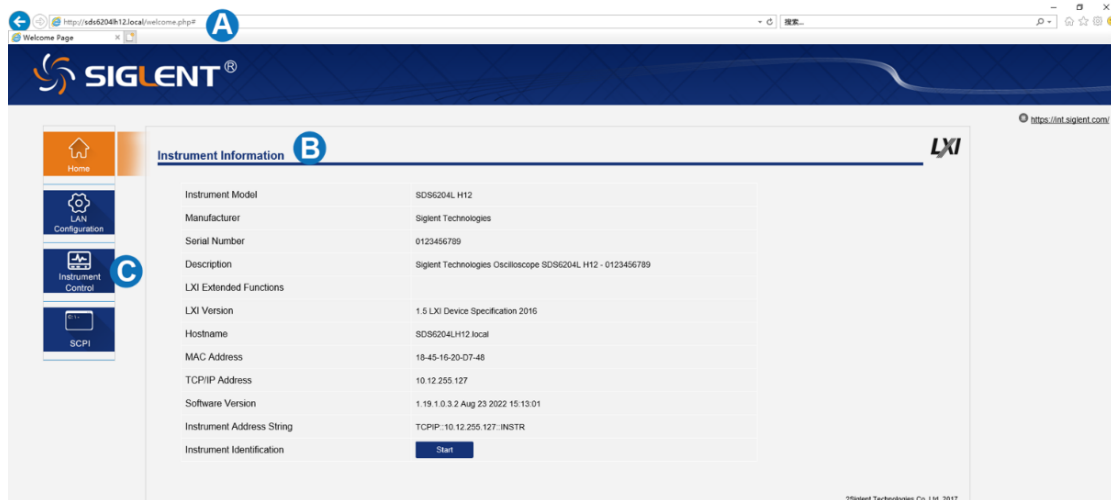 http://sds6204lh12.local/welcome.php#
A
搜索...
Welcome Page
SIGLENT®
https://int.siglent.com/
Home
Instrument Information
B
LXI
LAN
Configuration
Instrument
Control
C
SCPI
Instrument Model SDS6204L H12
Manufacturer Siglent Technologies
Serial Number 0123456789
Description Siglent Technologies Oscilloscope SDS6204L H12 - 0123456789
LXI Extended Functions
LXI Version 1.5 LXI Device Specification 2016
Hostname SDS6204LH12.local
MAC Address 18-45-16-20-D7-48
TCP/IP Address 10.12.255.127
Software Version 1.19.1.0.3.2 Aug 23 2022 15:13:01
Instrument Address String TCPIP::10.12.255.127::INSTR
Instrument Identification Start
Siglent Technologies Co. Ltd. 2017